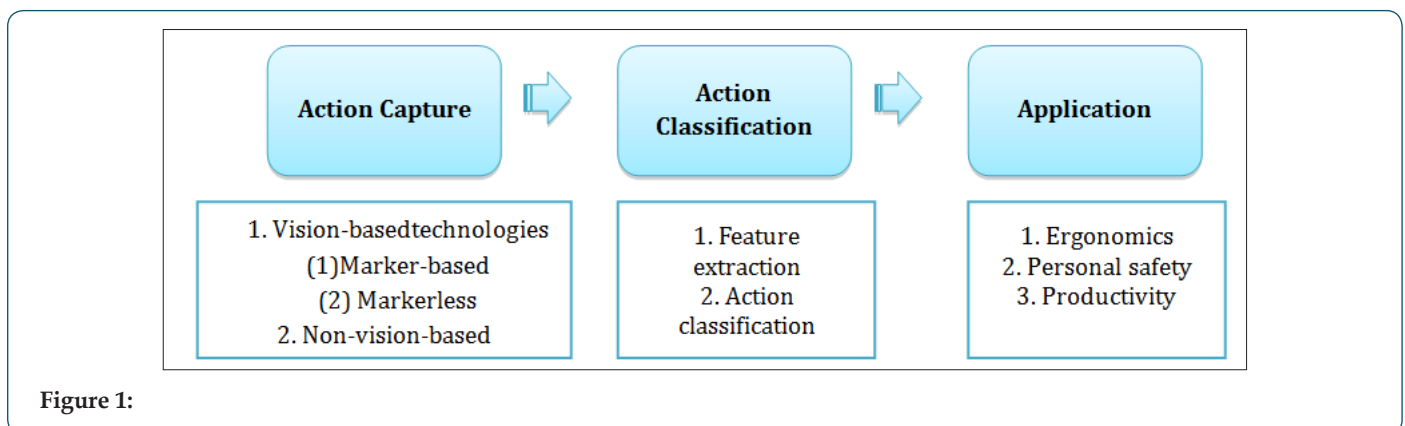 Action Capture
Action
Classification
Application
1. Vision-basedtechnologies
(1)Marker-based
(2) Markerless
2. Non-vision-based
1. Feature
extraction
2. Action
classification
1. Ergonomics
2. Personal safety
3. Productivity
Figure 1: